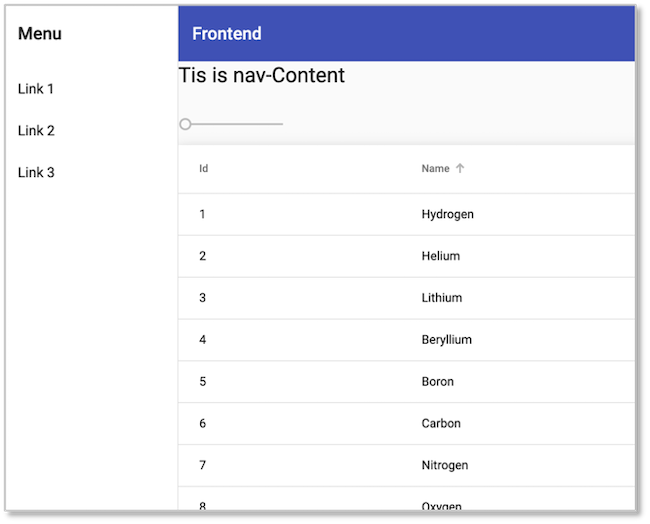 Menu
Frontend
Link 1
Link 2
Link 3
Tis is nav-Content
Id Name
1 Hydrogen
2 Helium
3 Lithium
4 Beryllium
5 Boron
6 Carbon
7 Nitrogen
8 Oxygen